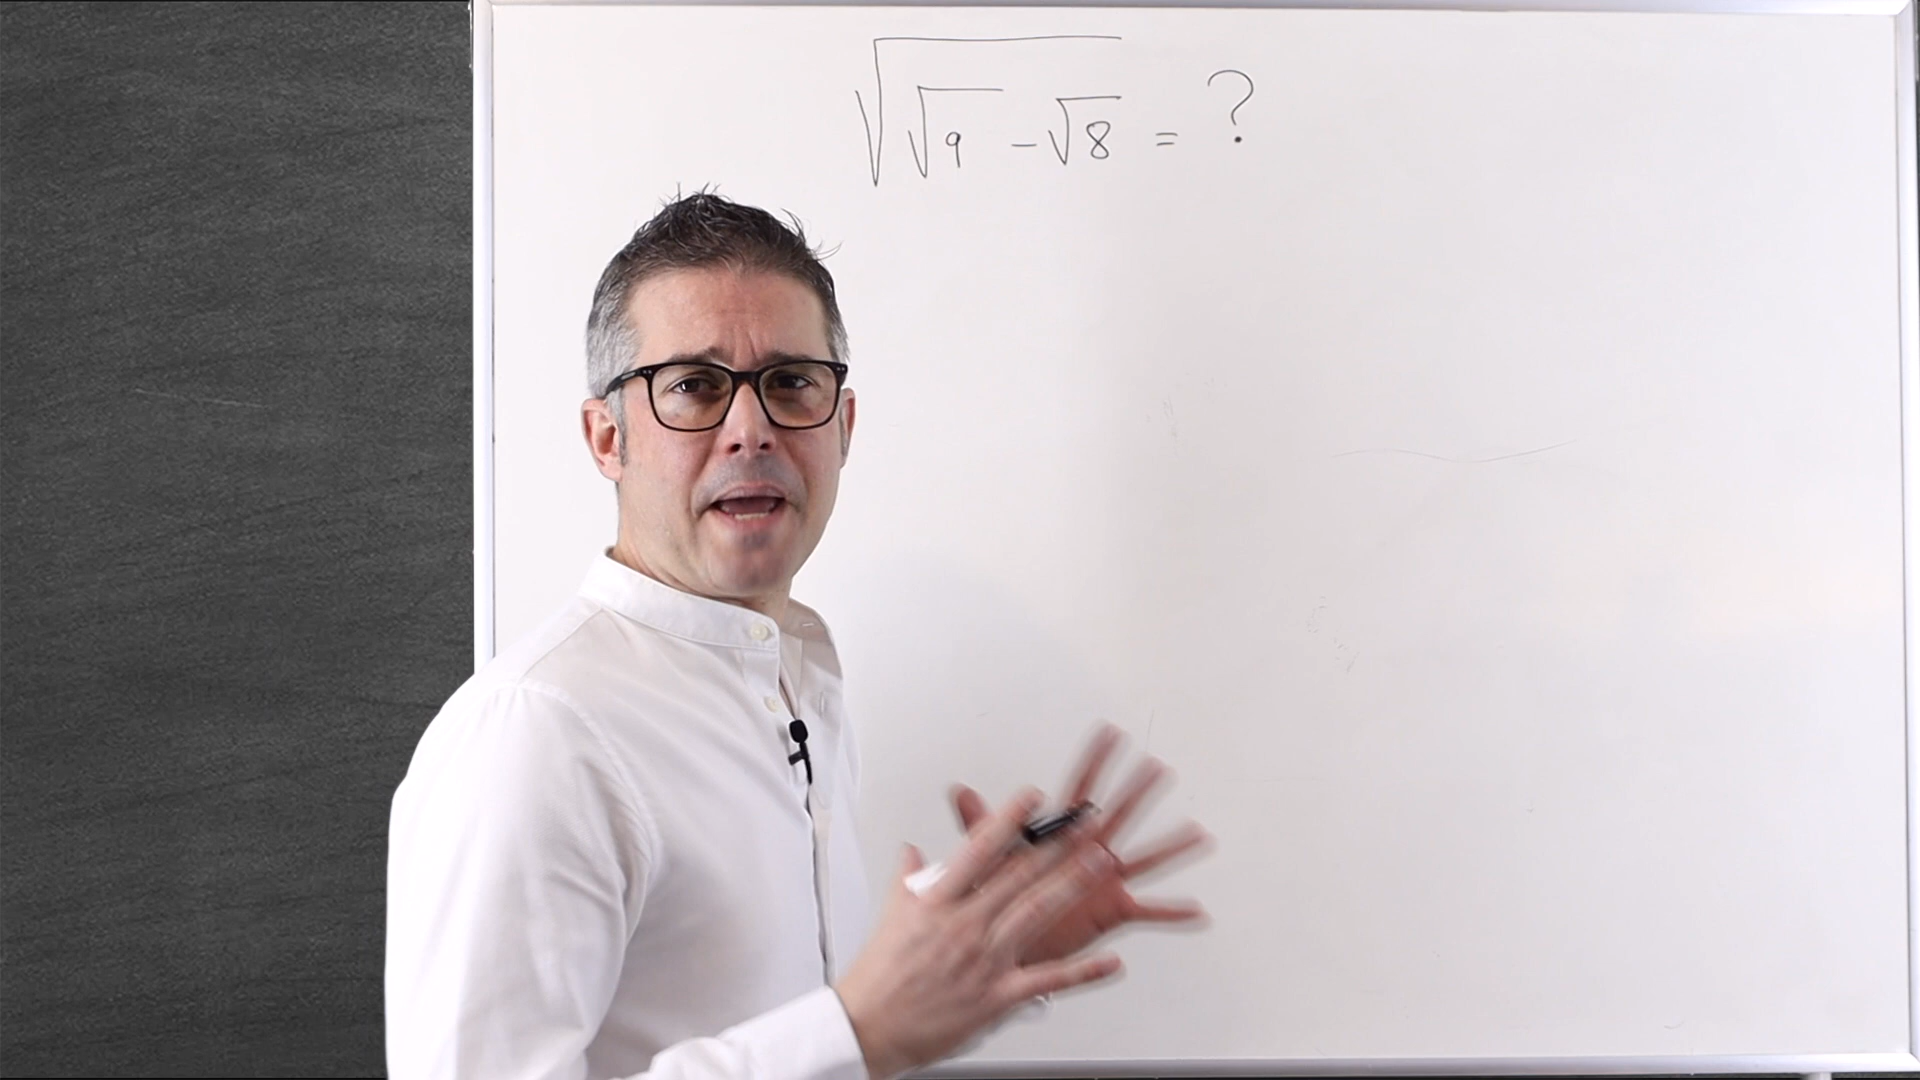 √(√9 - √8) = ?